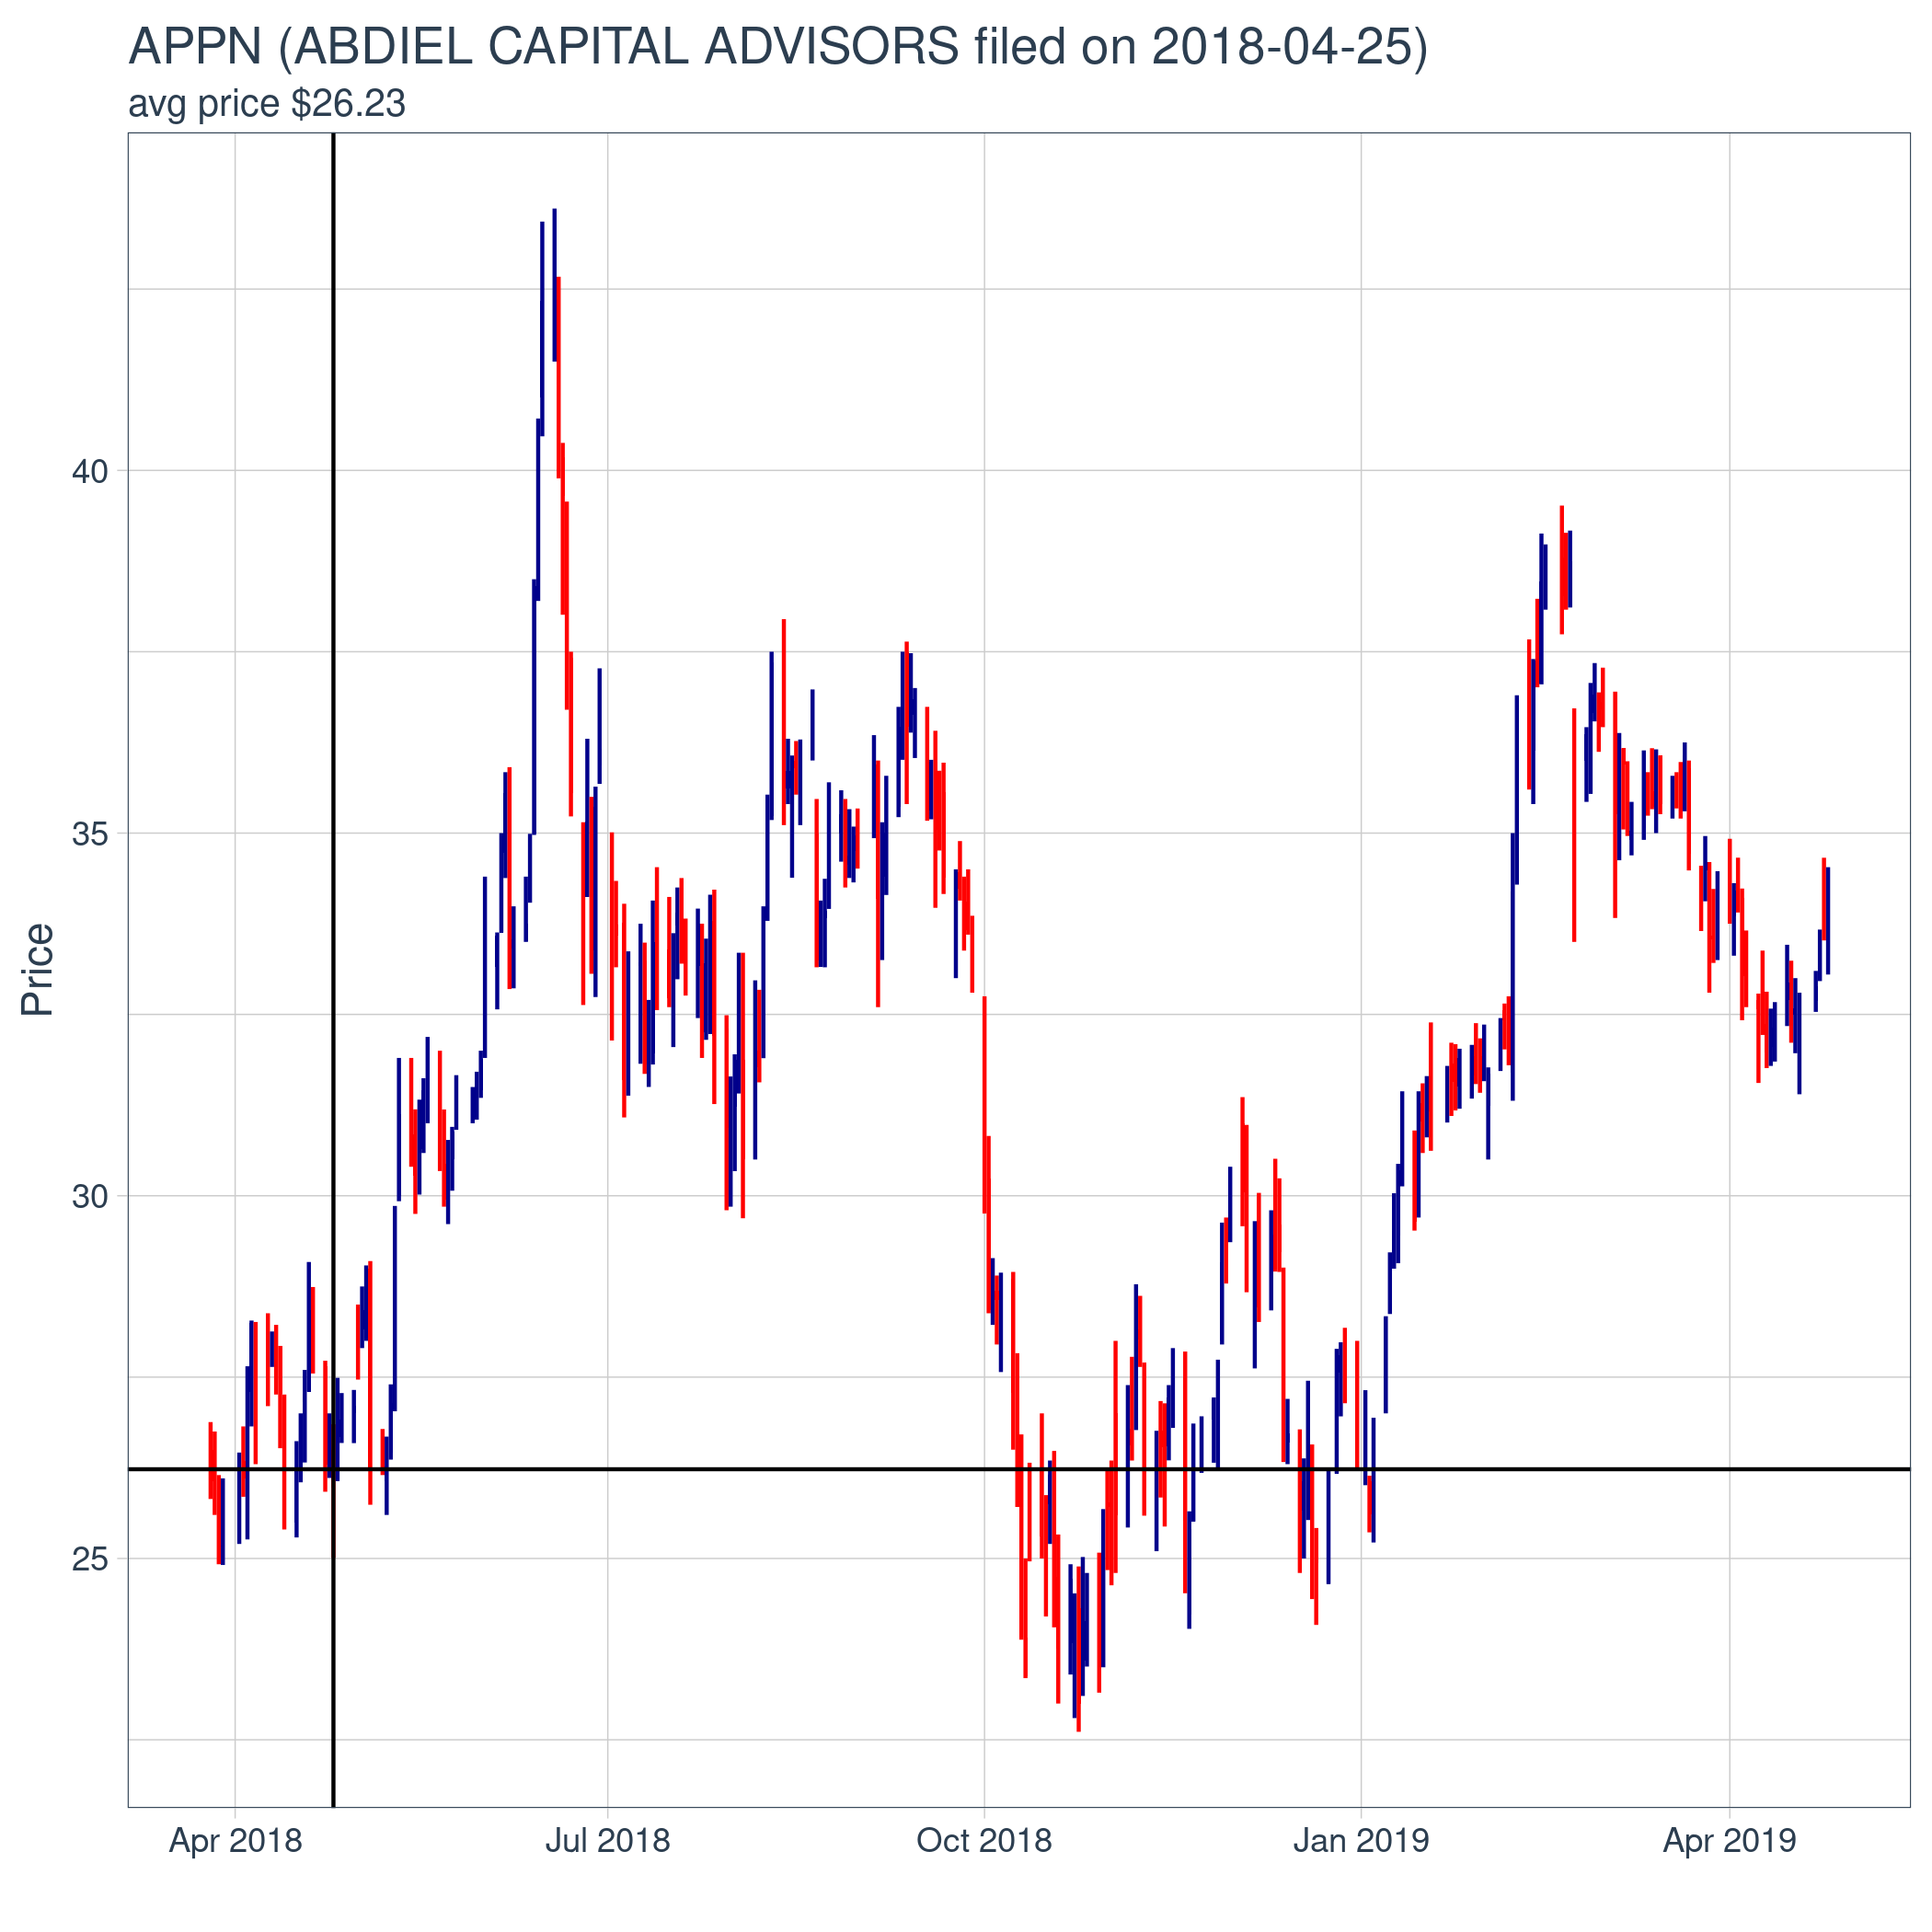 APPN (ABDIEL CAPITAL ADVISORS filed on 2018-04-25)
avg price $26.23
Price
40
35
30
25
Apr 2018
Jul 2018
Oct 2018
Jan 2019
Apr 2019